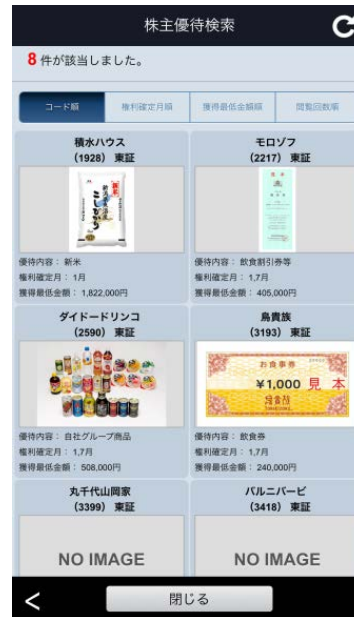 株主優待検索
8 件が該当しました。
コード順 権利確定月順 獲得最低金額順 閲覧回数順
積水ハウス
(1928) 東証
新米
こしひかり
優待内容： 新米
権利確定月： 1月
獲得最低金額： 1,822,000円
モロゾフ
(2217) 東証
優待内容： 飲食割引券等
権利確定月： 1,7月
獲得最低金額： 405,000円
ダイドードリンコ
(2590) 東証
優待内容： 自社グループ商品
権利確定月： 1,7月
獲得最低金額： 508,000円
鳥貴族
(3193) 東証
お食事券
¥1,000 見 本
鳥貴族
優待内容： 飲食券
権利確定月： 1,7月
獲得最低金額： 240,000円
丸千代山岡家
(3399) 東証
NO IMAGE
バルニバービ
(3418) 東証
NO IMAGE
< 閉じる